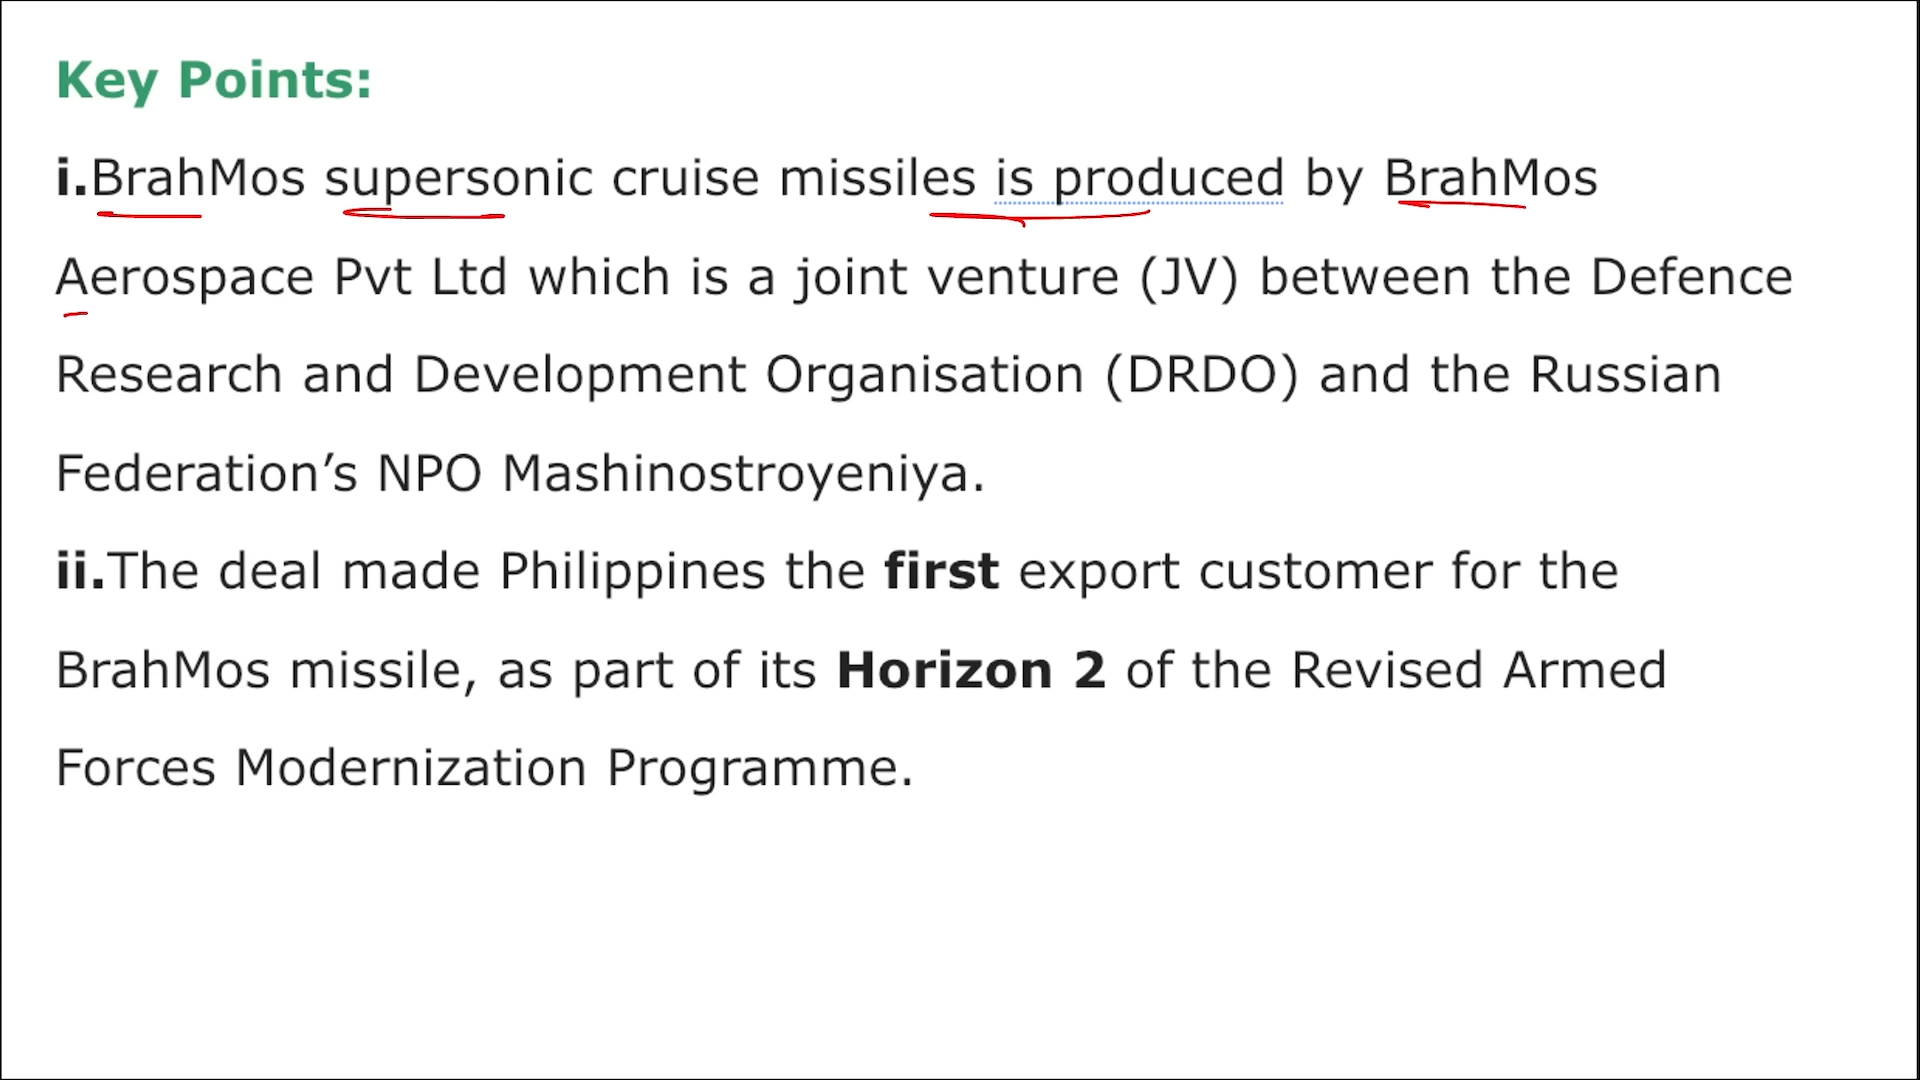 Key Points:
i.BrahMos supersonic cruise missiles is produced by BrahMos
Aerospace Pvt Ltd which is a joint venture (JV) between the Defence
Research and Development Organisation (DRDO) and the Russian
Federation’s NPO Mashinostroyeniya.
ii.The deal made Philippines the first export customer for the
BrahMos missile, as part of its Horizon 2 of the Revised Armed
Forces Modernization Programme.